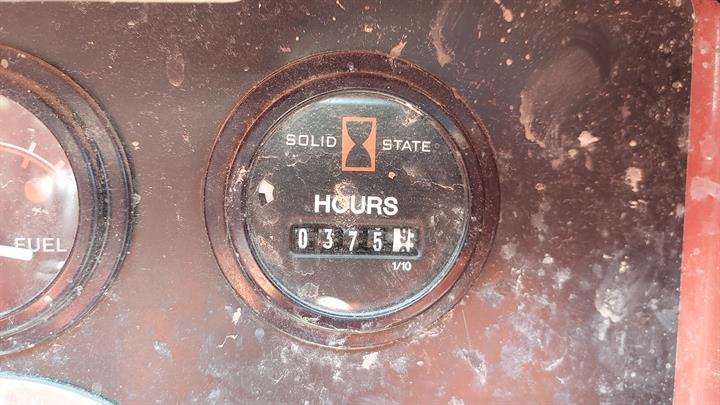 SOLID STATE
HOURS
0375
1/10
FUEL